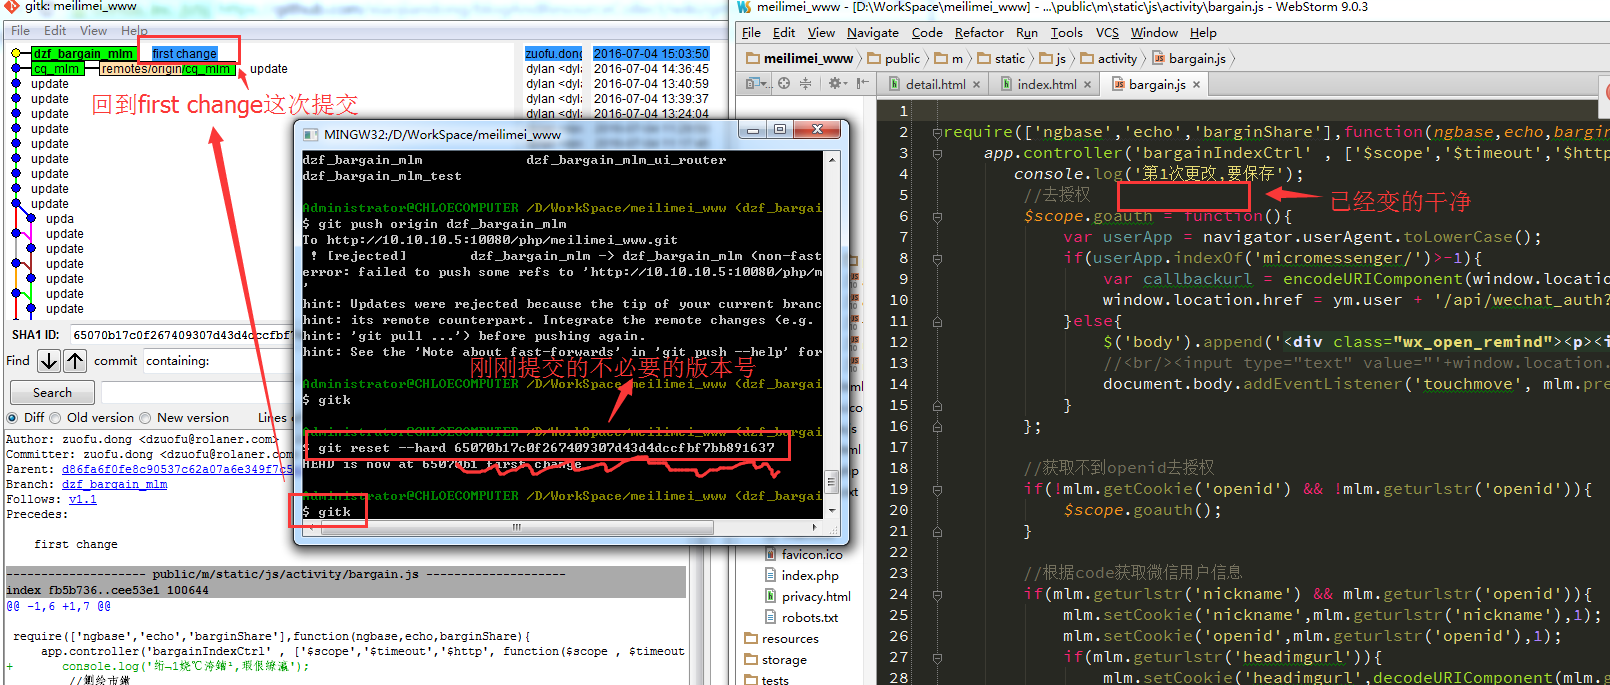 gitk: meilimei_www
File Edit View Help
dzf_bargain_mlm first change
cq_mlm remotes/origin/cq_mlm update
update
update
update
update
update
update
update
update
update
upda
update
update
update
update
update
update
zuofu.dong 2016-07-04 15:03:50
dylan <dyl 2016-07-04 14:36:45
dylan <dyl 2016-07-04 13:40:59
dylan <dyl 2016-07-04 13:39:37
dylan <dyl 2016-07-04 13:24:04
回到first change这次提交
SHA1 ID: 65070b17c0f267409307d43d4dccfbf7
Find commit containing:
Search
Diff Old version New version Lines
Author: zuofu.dong <dzuofu@rolaner.com>
Committer: zuofu.dong <dzuofu@rolaner.com>
Parent: d86fa6f0fe8c90537c62a07a6e349f7c5
Branch: dzf_bargain_mlm
Follows: v1.1
Precedes:
first change
-------------------- public/m/static/js/activity/bargain.js --------------------
index fb5b736..cee53e1 100644
@@ -1,6 +1,7 @@
require(['ngbase','echo','barginShare'],function(ngbase,echo,barginShare){
app.controller('bargainIndexCtrl' , ['$scope','$timeout','$http', function($scope , $timeout
MINGW32:/D/WorkSpace/meilimei_www
dzf_bargain_mlm dzf_bargain_mlm_ui_router
dzf_bargain_mlm_test
Administrator@CHLOECOMPUTER /D/WorkSpace/meilimei_www (dzf_bargai
$ git push origin dzf_bargain_mlm
To http://10.10.10.5:10080/php/meilimei_www.git
! [rejected] dzf_bargain_mlm -> dzf_bargain_mlm (non-fast
error: failed to push some refs to 'http://10.10.10.5:10080/php/m
'
hint: Updates were rejected because the tip of your current branc
hint: its remote counterpart. Integrate the remote changes (e.g.
hint: 'git pull ...') before pushing again.
hint: See the 'Note about fast-forwards' in 'git push --help' for
刚刚提交的不必要的版本号
Administrator@CHLOECOMPUTER /D/WorkSpace/meilimei_www (dzf_bargai
$ gitk
Administrator@CHLOECOMPUTER /D/WorkSpace/meilimei_www (dzf_bargai
$ git reset --hard 65070b17c0f267409307d43d4dccfbf7bb891637
HEAD is now at 65070b1 first change
Administrator@CHLOECOMPUTER /D/WorkSpace/meilimei_www (dzf_bargai
$ gitk
meilimei_www - [D:\WorkSpace\meilimei_www] - ...\public\m\static\js\activity\bargain.js - WebStorm 9.0.3
File Edit View Navigate Code Refactor Run Tools VCS Window Help
meilimei_www public m static js activity bargain.js
detail.html index.html bargain.js
favicon.ico
index.php
privacy.html
robots.txt
resources
storage
tests
1
2 require(['ngbase','echo','barginShare'],function(ngbase,echo,bargin
3 app.controller('bargainIndexCtrl' , ['$scope','$timeout','$http
4 console.log('第1次更改,要保存');
5 //去授权
已经变的干净
6 $scope.goauth = function(){
7 var userApp = navigator.userAgent.toLowerCase();
8 if(userApp.indexOf('micromessenger/')>-1){
9 var callbackurl = encodeURIComponent(window.locatio
10 window.location.href = ym.user + '/api/wechat_auth?
11 }else{
12 $('body').append('<div class="wx_open_remind"><p><i
13 //<br/><input type="text" value="'+window.location.
14 document.body.addEventListener('touchmove', mlm.pre
15 }
16 };
17
18 //获取不到openid去授权
19 if(!mlm.getCookie('openid') && !mlm.geturlstr('openid')){
20 $scope.goauth();
21 }
22
23 //根据code获取微信用户信息
24 if(mlm.geturlstr('nickname') && mlm.geturlstr('openid')){
25 mlm.setCookie('nickname',mlm.geturlstr('nickname'),1);
26 mlm.setCookie('openid',mlm.geturlstr('openid'),1);
27 if(mlm.geturlstr('headimgurl')){
28 mlm.setCookie('headimgurl',decodeURIComponent(mlm.g